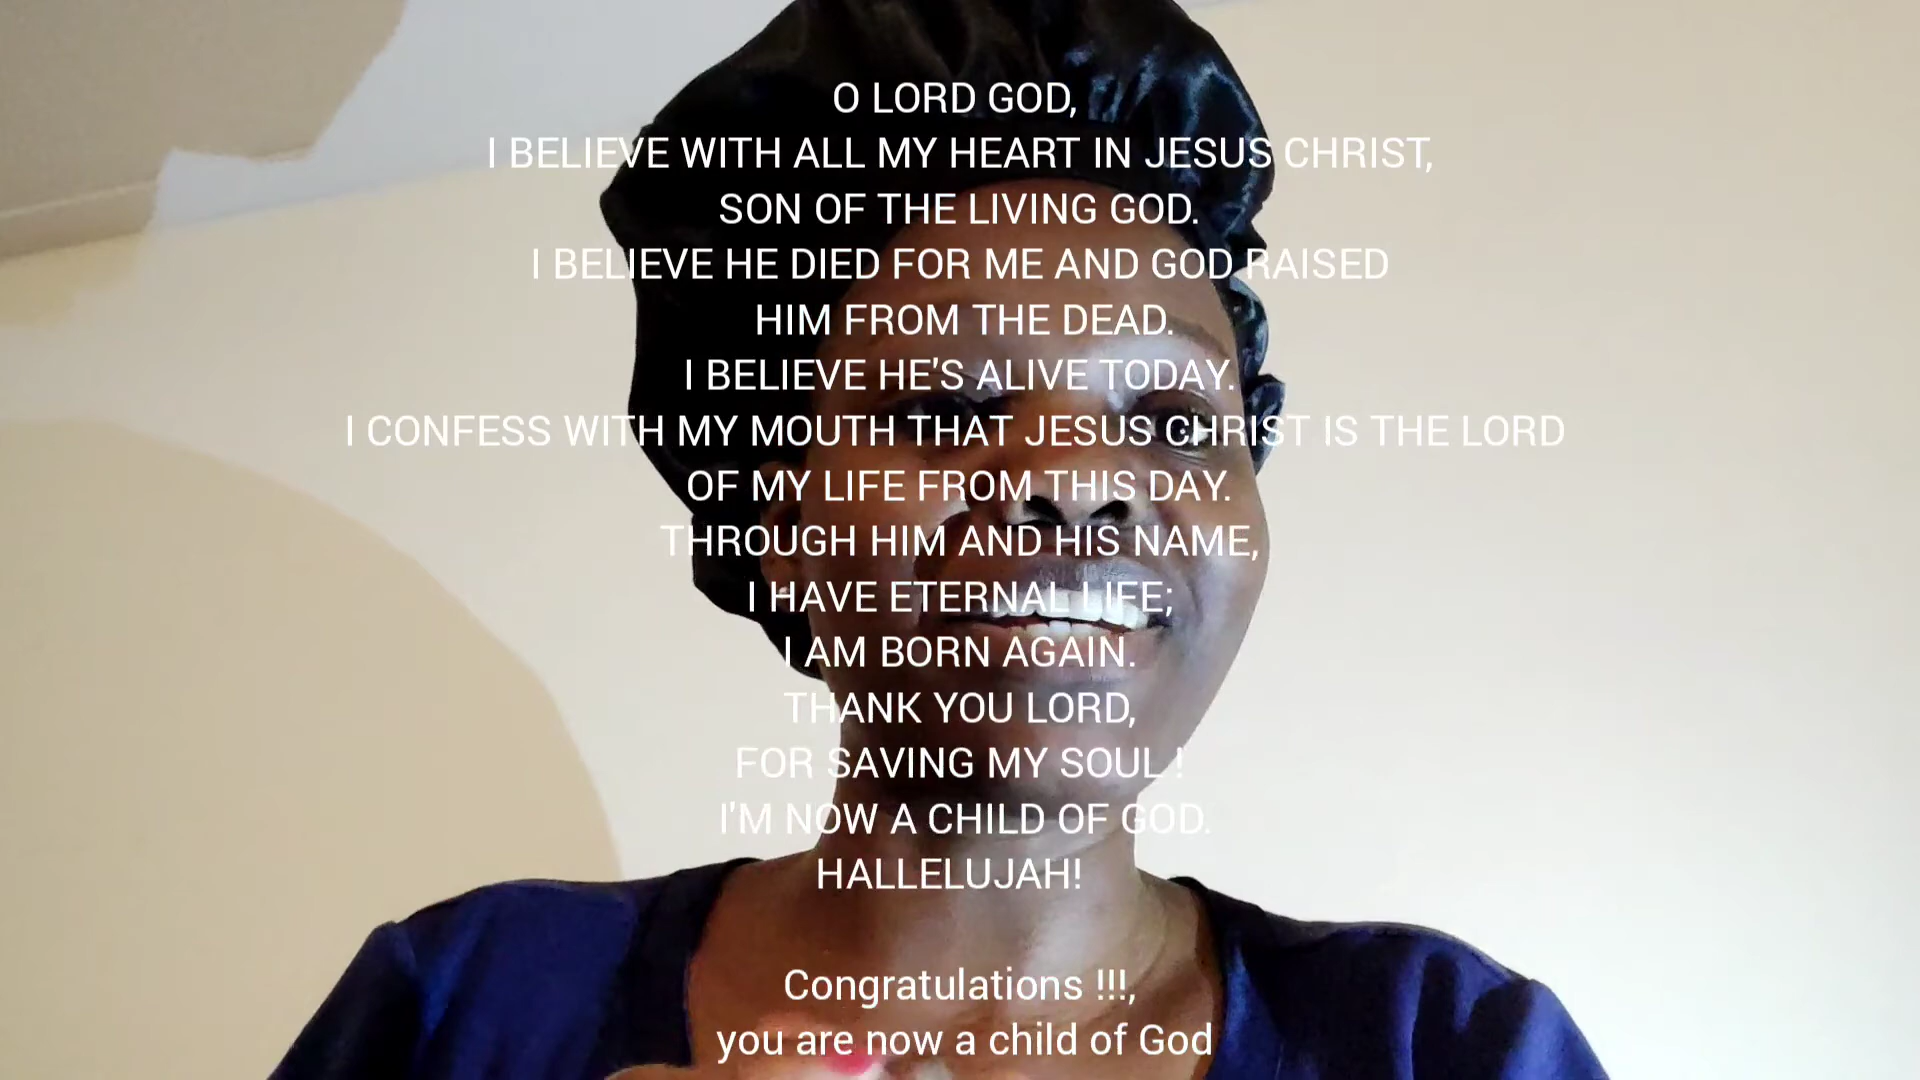 O LORD GOD,
I BELIEVE WITH ALL MY HEART IN JESUS CHRIST,
SON OF THE LIVING GOD.
I BELIEVE HE DIED FOR ME AND GOD RAISED
HIM FROM THE DEAD.
I BELIEVE HE'S ALIVE TODAY.
I CONFESS WITH MY MOUTH THAT JESUS CHRIST IS THE LORD
OF MY LIFE FROM THIS DAY.
THROUGH HIM AND HIS NAME,
I HAVE ETERNAL LIFE;
I AM BORN AGAIN.
THANK YOU LORD,
FOR SAVING MY SOUL !
I'M NOW A CHILD OF GOD.
HALLELUJAH!
Congratulations !!!,
you are now a child of God